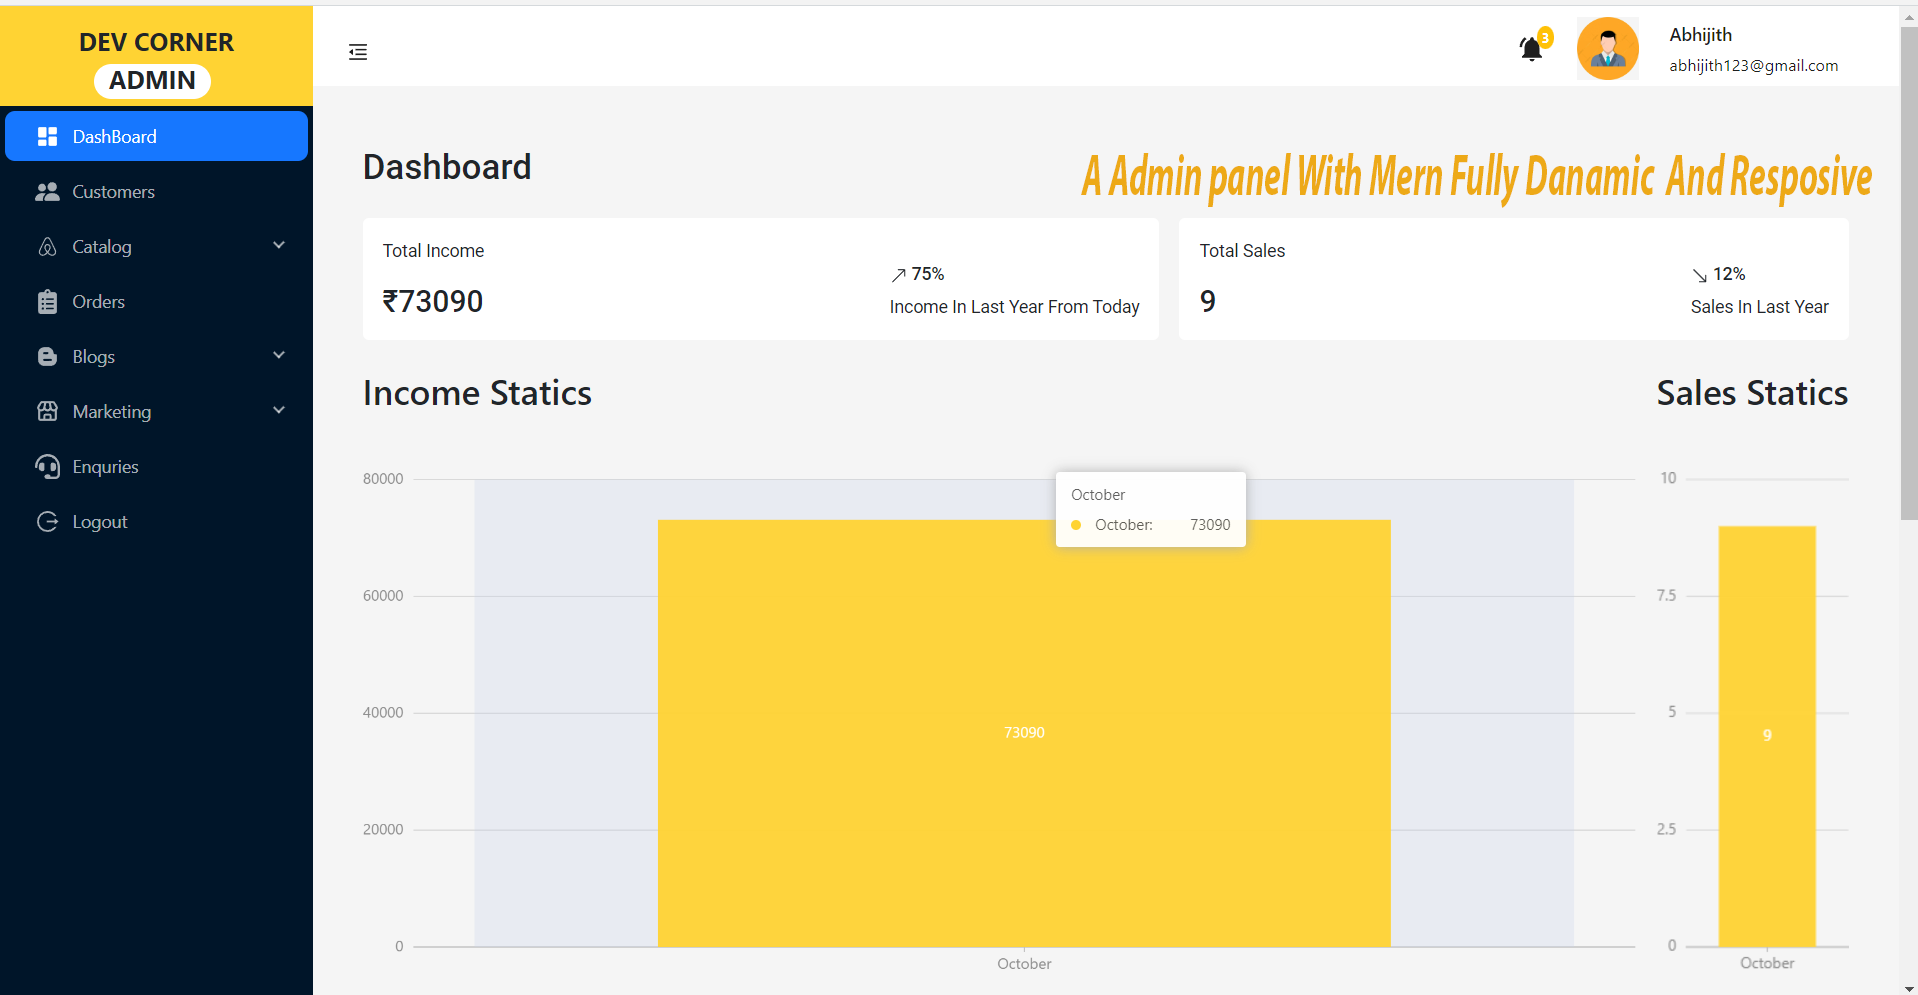 DEV CORNER
ADMIN
DashBoard
Customers
Catalog
Orders
Blogs
Marketing
Enquries
Logout
3
Abhijith
abhijith123@gmail.com
Dashboard
A Admin panel With Mern Fully Danamic And Resposive
Total Income
₹73090
75%
Income In Last Year From Today
Total Sales
9
12%
Sales In Last Year
Income Statics
80000
60000
40000
20000
0
October
October: 73090
73090
October
Sales Statics
10
7.5
5
2.5
0
9
October